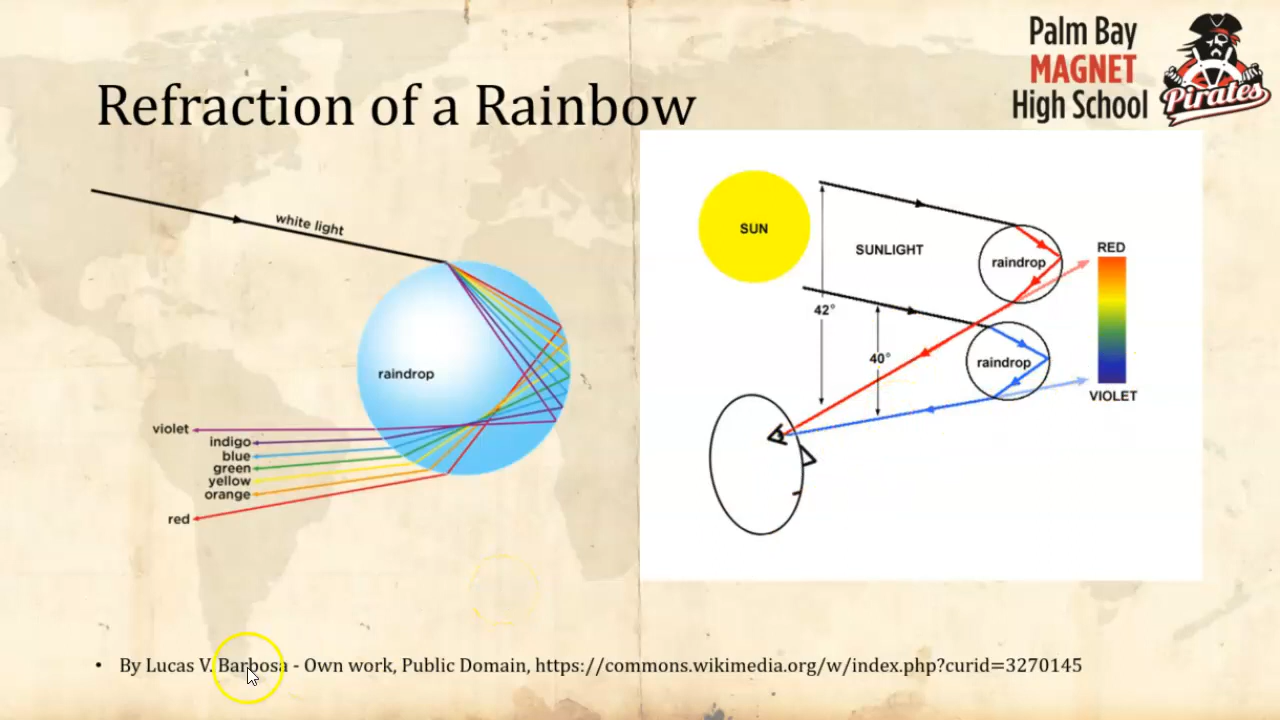 Palm Bay
MAGNET
High School
Pirates
Refraction of a Rainbow
white light
raindrop
violet
indigo
blue
green
yellow
orange
red
SUN
SUNLIGHT
raindrop
RED
42°
40°
raindrop
VIOLET
• By Lucas V. Barbosa - Own work, Public Domain, https://commons.wikimedia.org/w/index.php?curid=3270145